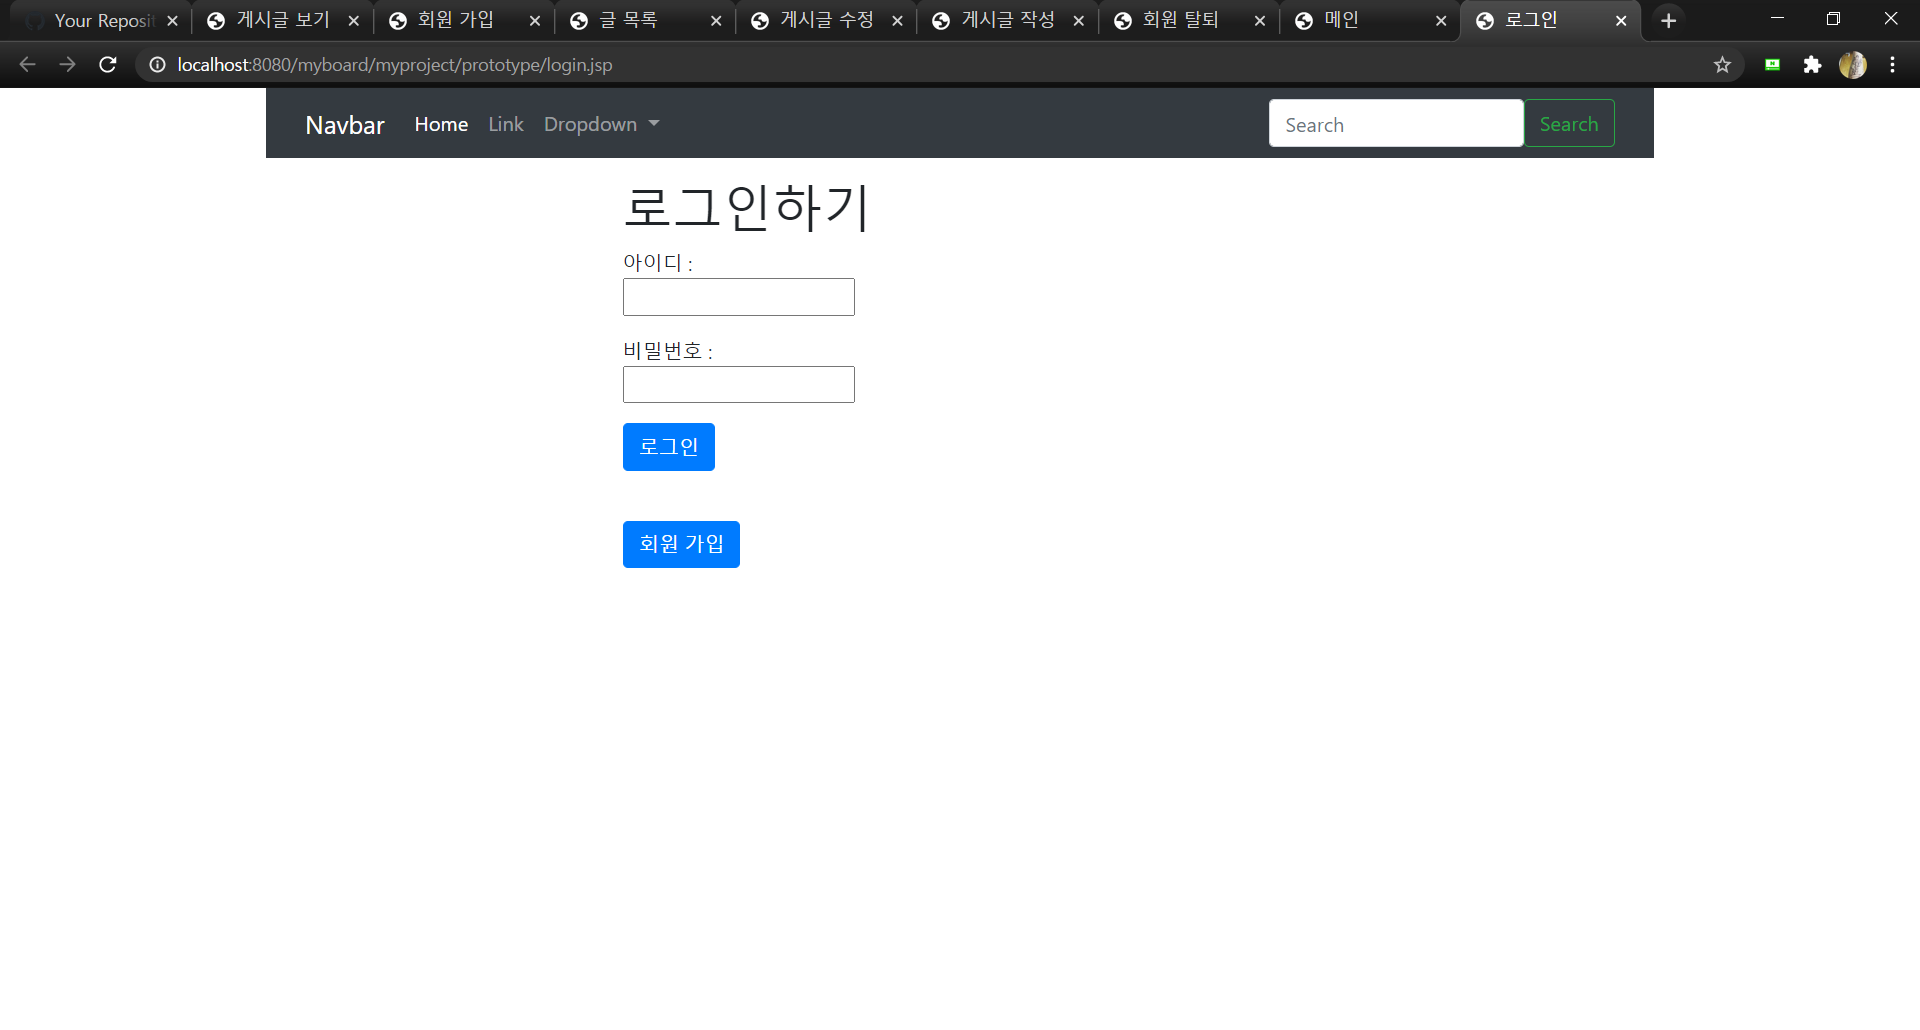 Your Reposit
게시글 보기
회원 가입
글 목록
게시글 수정
게시글 작성
회원 탈퇴
메인
로그인
localhost:8080/myboard/myproject/prototype/login.jsp
Navbar Home Link Dropdown Search Search
로그인하기
아이디 :
비밀번호 :
로그인
회원 가입